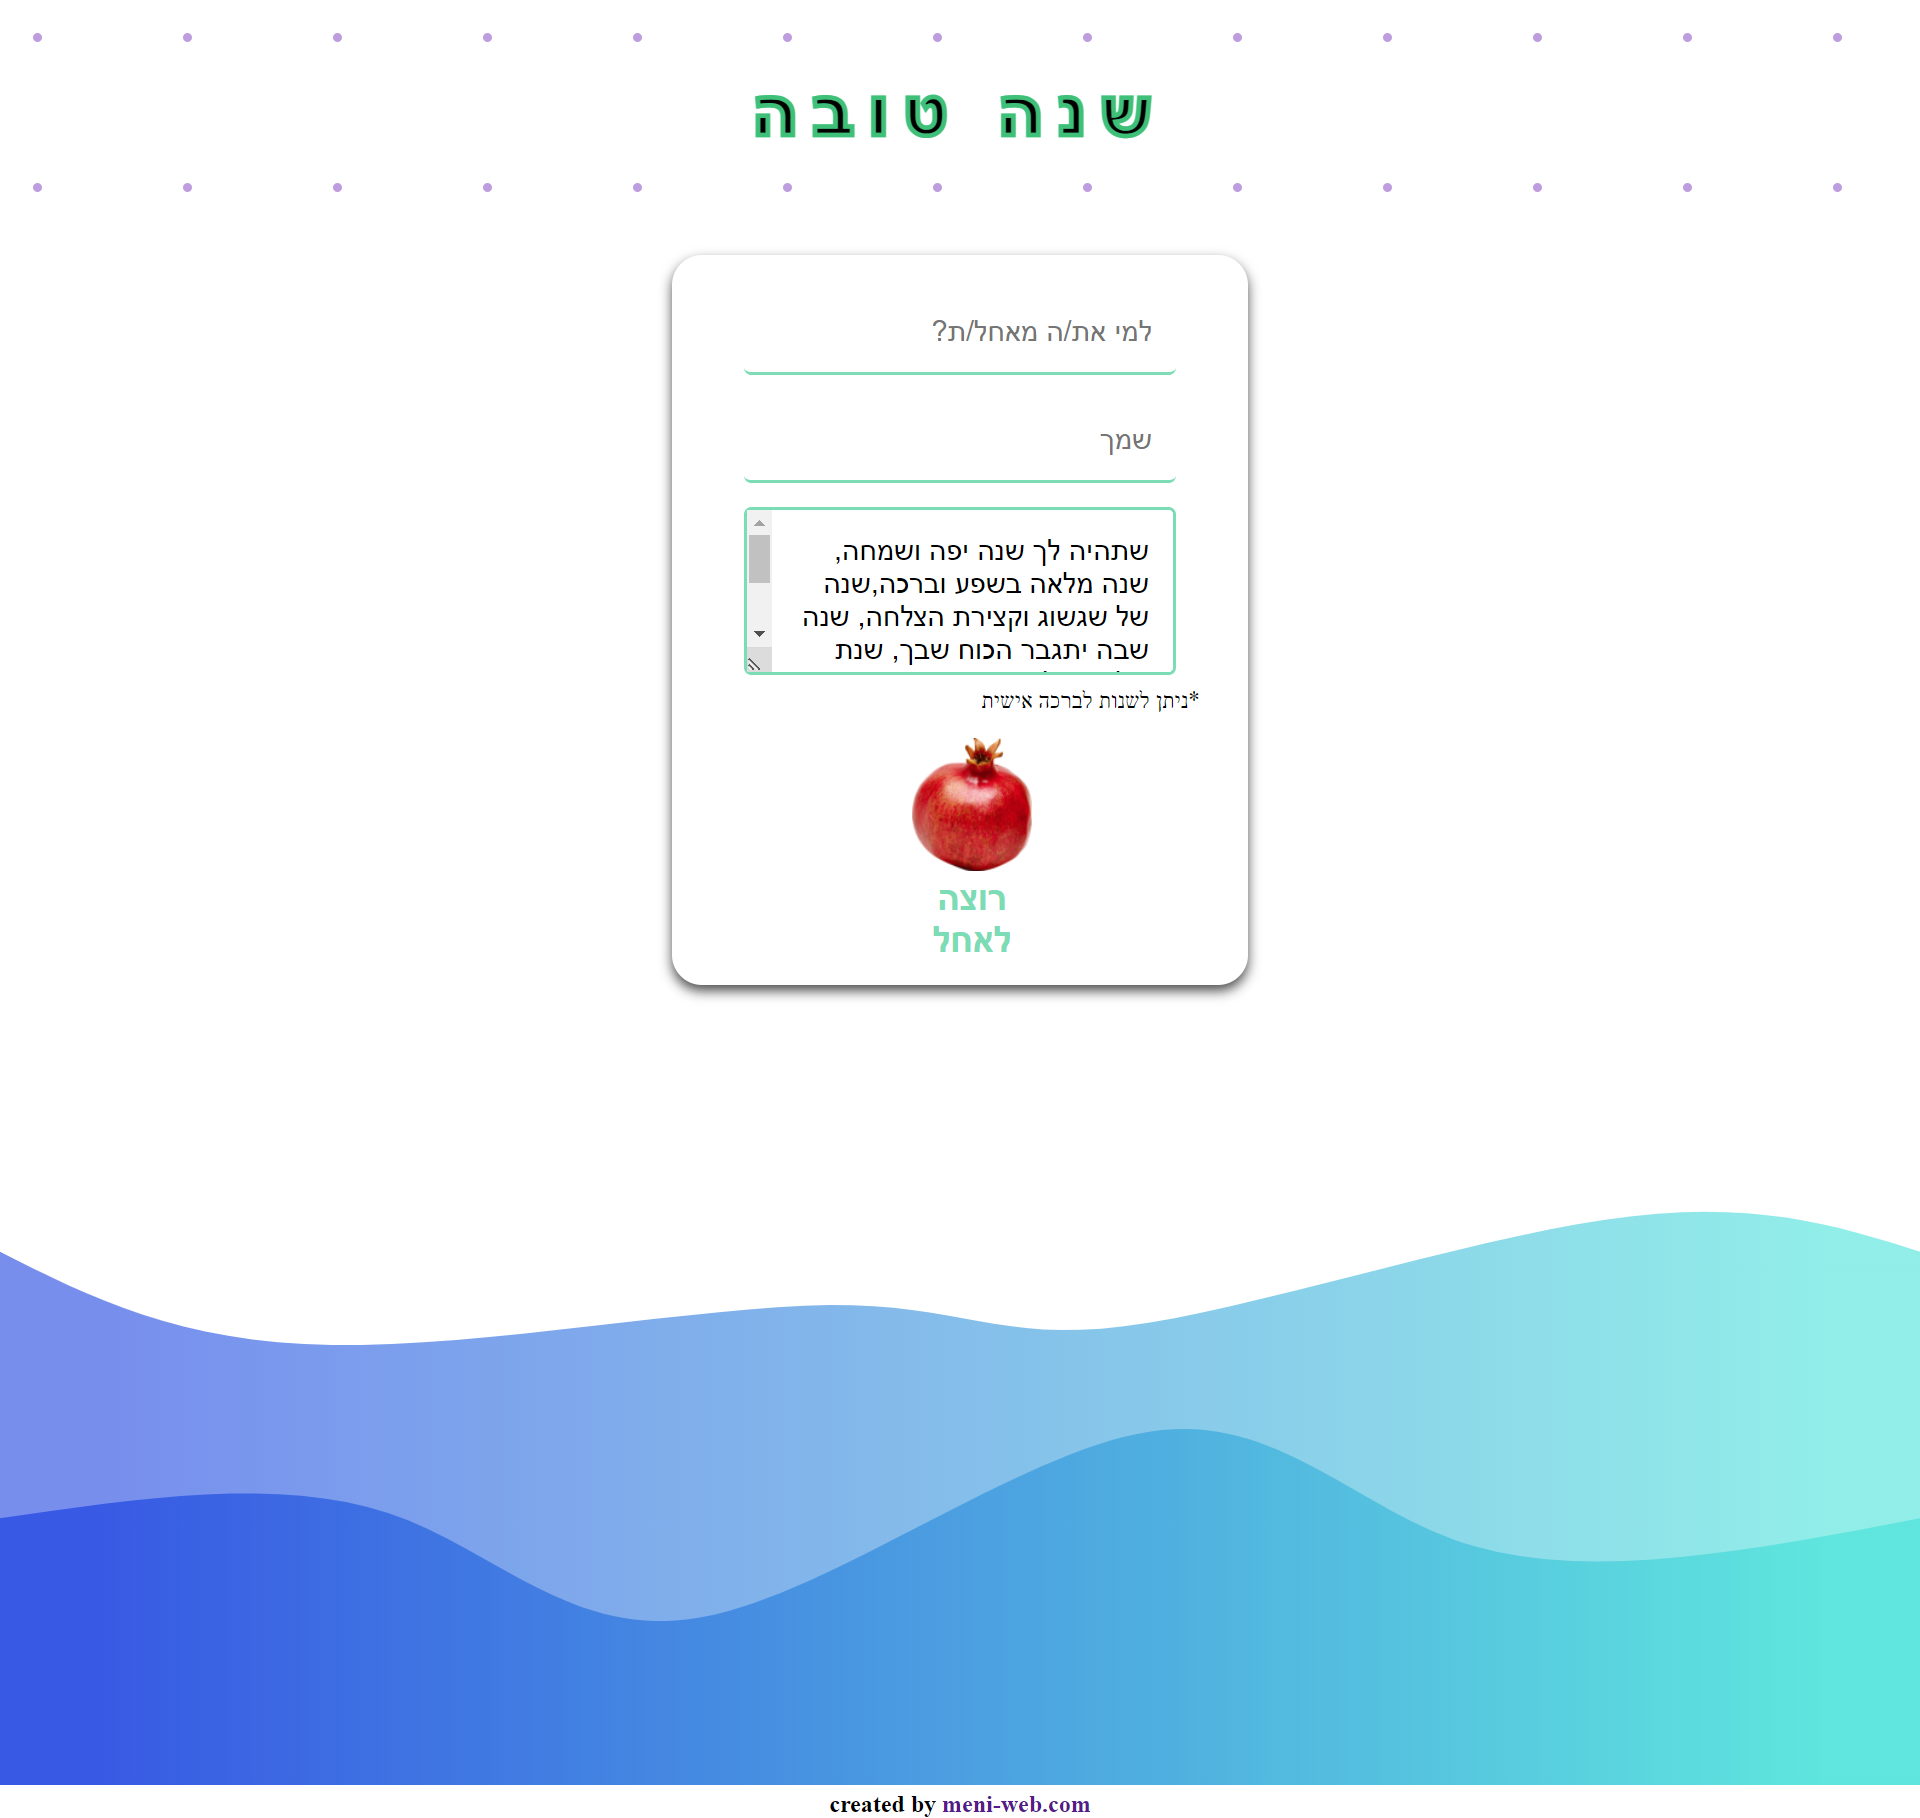 שנה טובה
למי את/ה מאחל/ת?
שמך
שתהיה לך שנה יפה ושמחה,
שנה מלאה בשפע וברכה,שנה
של שגשוג וקצירת הצלחה, שנה
שבה יתגבר הכוח שבך, שנת
*ניתן לשנות לברכה אישית
רוצה
לאחל
created by meni-web.com